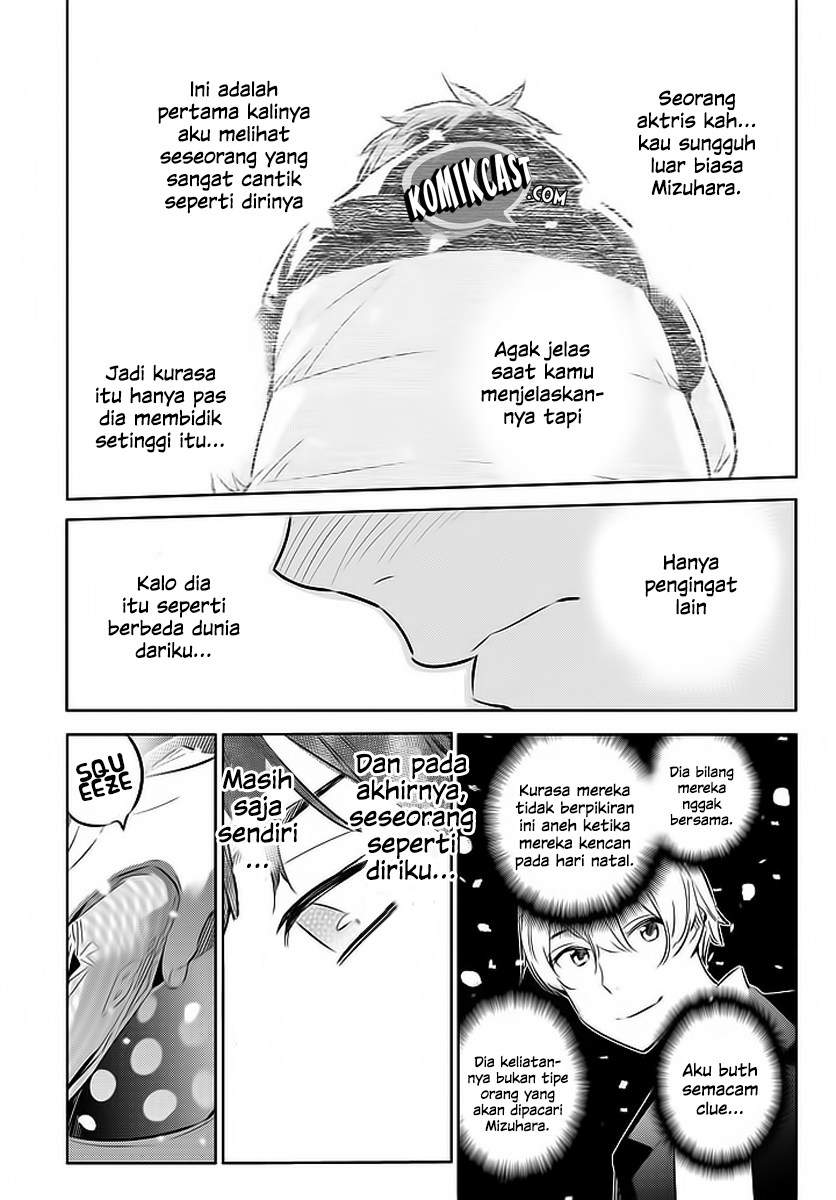 Seorang
aktris kah...
kau sungguh
luar biasa
Mizuhara.
Ini adalah
pertama kalinya
aku melihat
seseorang yang
sangat cantik
seperti dirinya
KOMIKCAST
.COM
Agak jelas
saat kamu
menjelaskan-
nya tapi
Jadi kurasa
itu hanya pas
dia membidik
setinggi itu...
Hanya
pengingat
lain
Kalo dia
itu seperti
berbeda dunia
dariku...
Dia bilang
mereka
nggak
bersama.
Kurasa mereka
tidak berpikiran
ini aneh ketika
mereka kencan
pada hari natal.
Aku buth
semacam
clue...
Dia keliatan-
nya bukan tipe
orang yang
akan dipacari
Mizuhara.
Dan pada
akhirnya,
seseorang
seperti
diriku...
Masih
saja
sendiri
...
SQU
EEZE